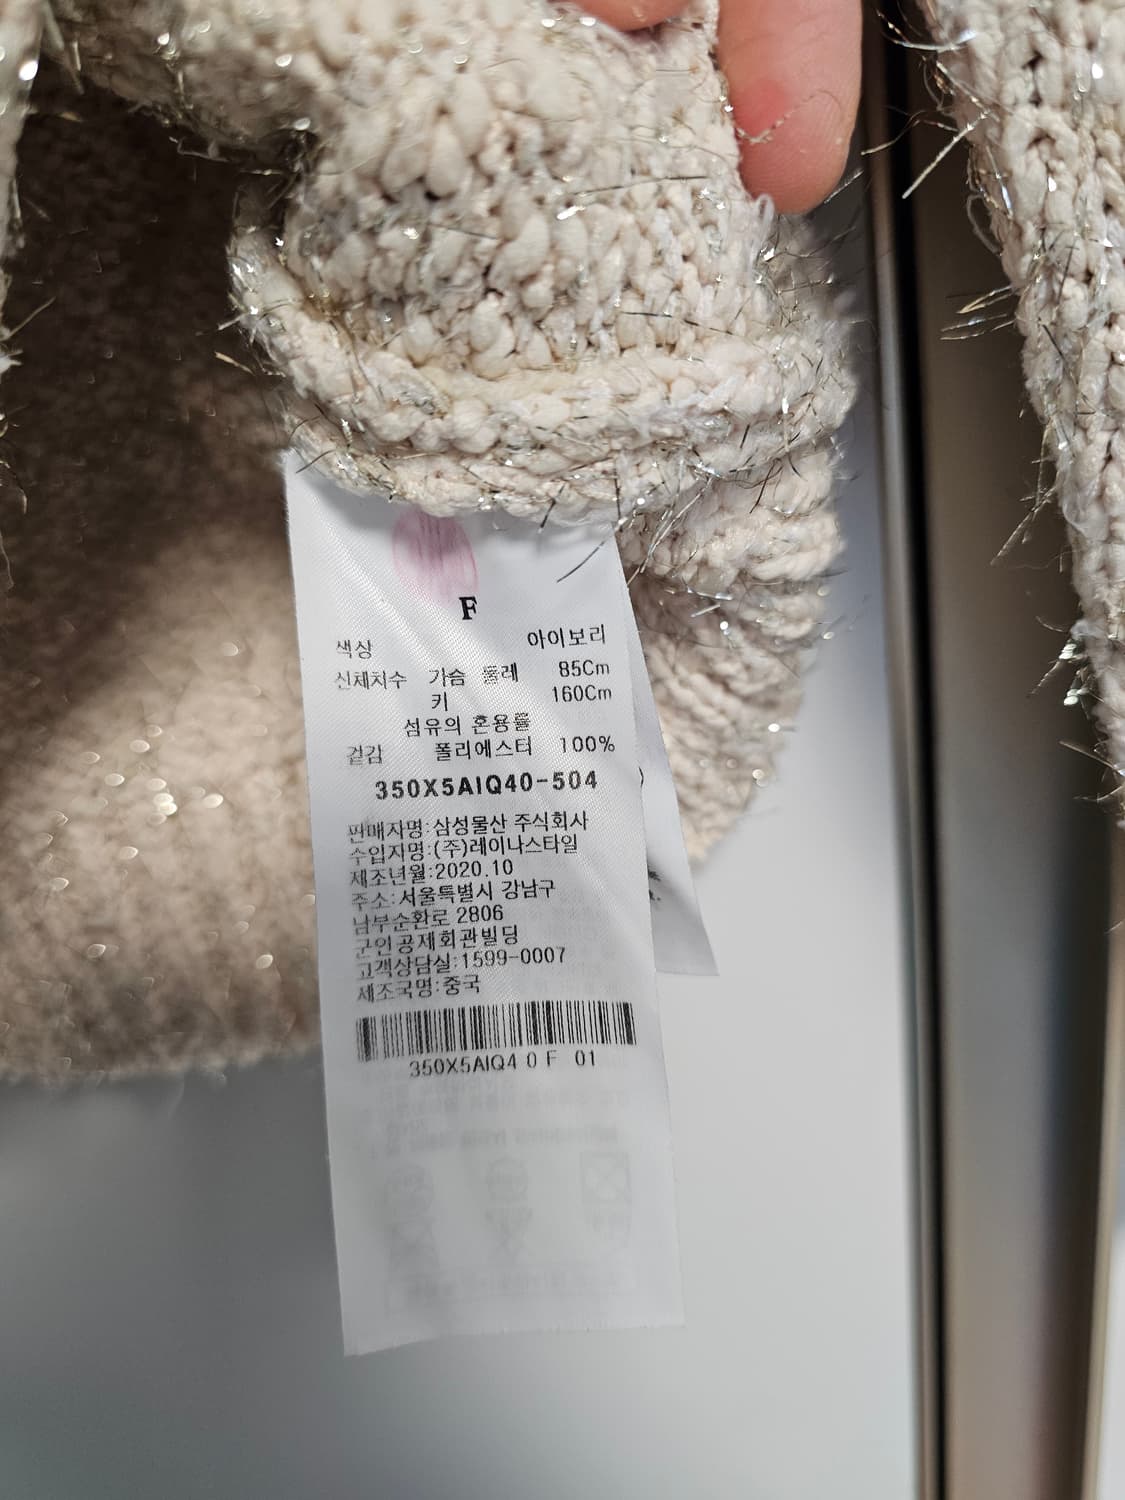 F
색상 아이보리
신체치수 가슴 둘레 85Cm
키 160Cm
섬유의 혼용률
겉감 폴리에스터 100%
350X5AIQ40-504
판매자명:삼성물산 주식회사
수입자명:(주)레이나스타일
제조년월:2020.10
주소:서울특별시 강남구
남부순환로 2806
군인공제회관빌딩
고객상담실:1599-0007
제조국명:중국
350X5AIQ4 0 F 01